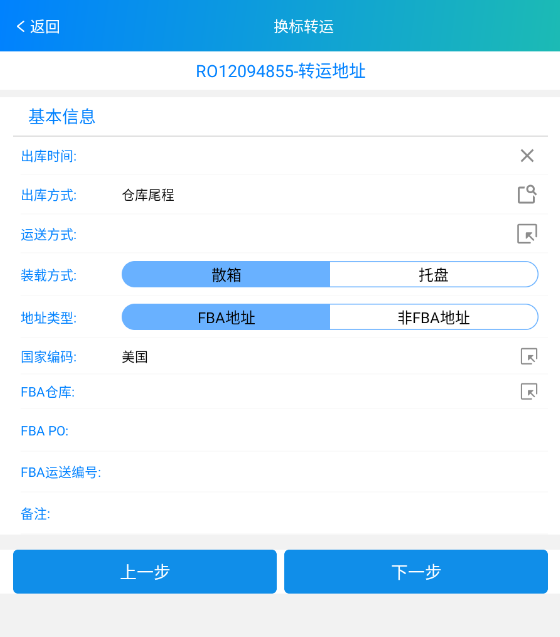 返回
换标转运
RO12094855-转运地址
基本信息
出库时间:
出库方式: 仓库尾程
运送方式:
装载方式: 散箱 托盘
地址类型: FBA地址 非FBA地址
国家编码: 美国
FBA仓库:
FBA PO:
FBA运送编号:
备注:
上一步 下一步